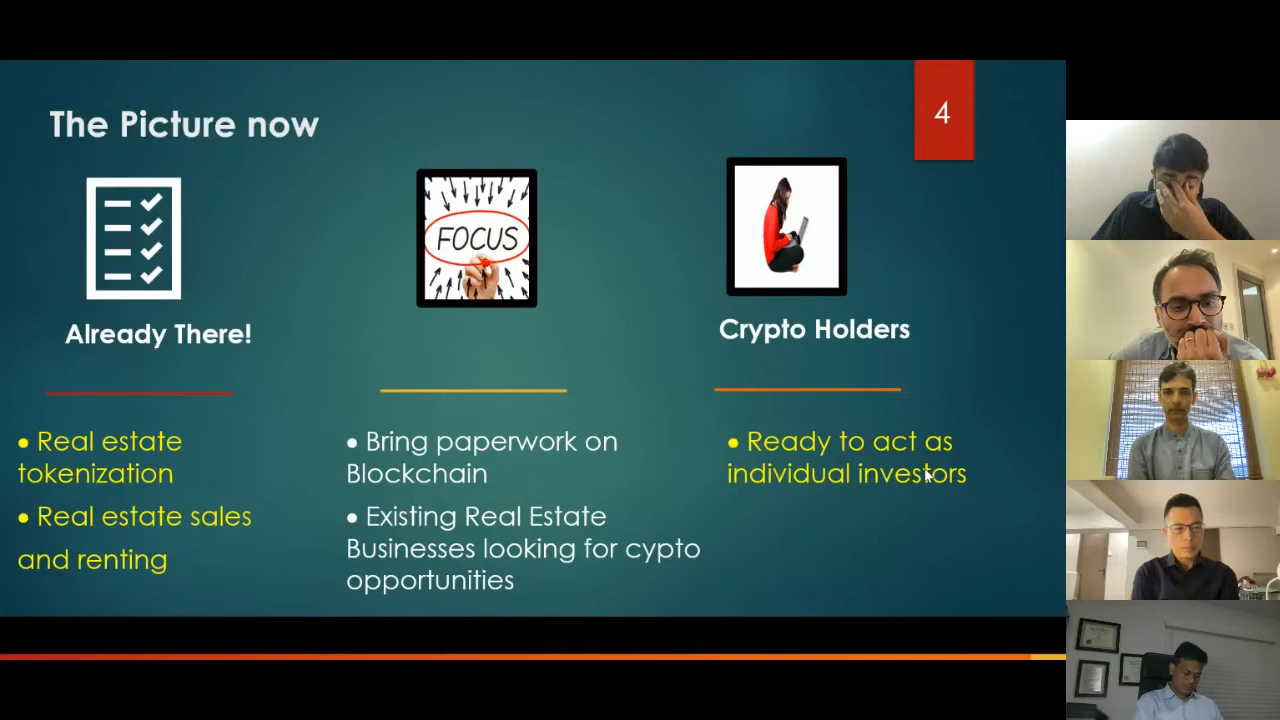 4
The Picture now
FOCUS
Already There!
Crypto Holders
• Real estate
tokenization
• Real estate sales
and renting
• Bring paperwork on
Blockchain
• Existing Real Estate
Businesses looking for cypto
opportunities
• Ready to act as
individual investors